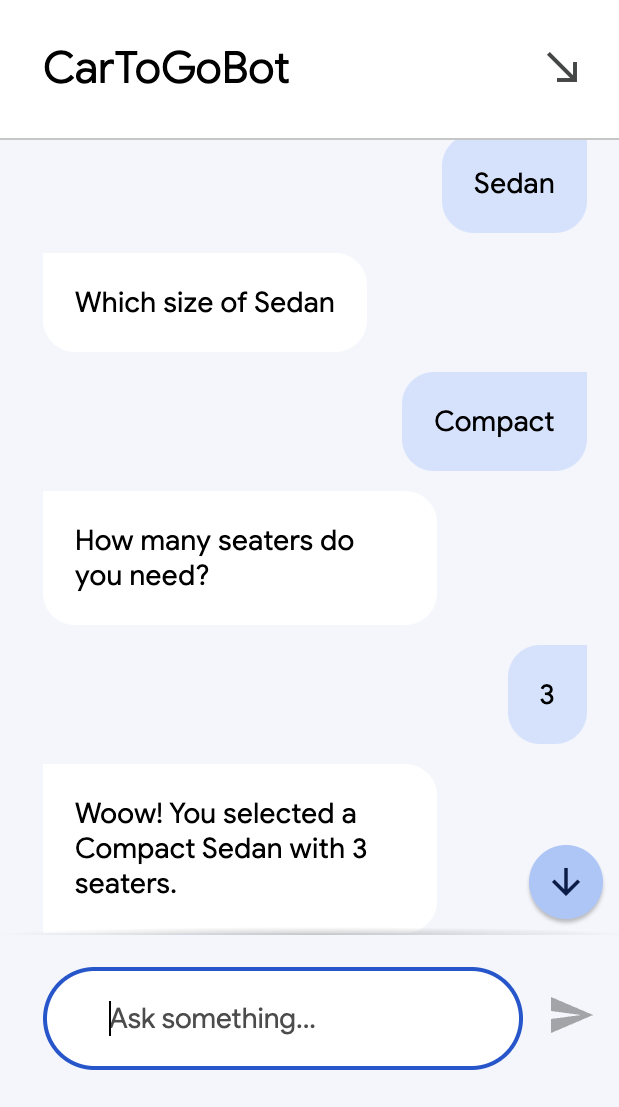 CarToGoBot
Sedan
Which size of Sedan
Compact
How many seaters do
you need?
3
Woow! You selected a
Compact Sedan with 3
seaters.
Ask something...